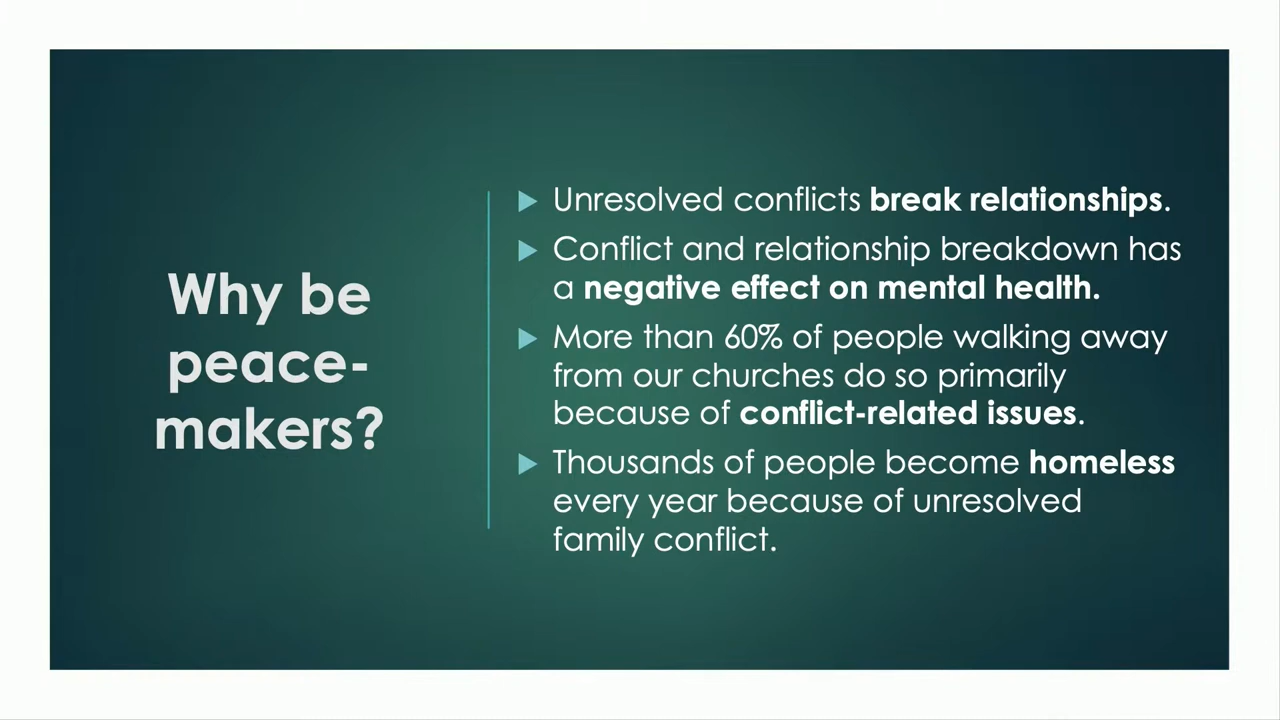 Why be
peace-
makers?
Unresolved conflicts break relationships.
Conflict and relationship breakdown has
a negative effect on mental health.
More than 60% of people walking away
from our churches do so primarily
because of conflict-related issues.
Thousands of people become homeless
every year because of unresolved
family conflict.